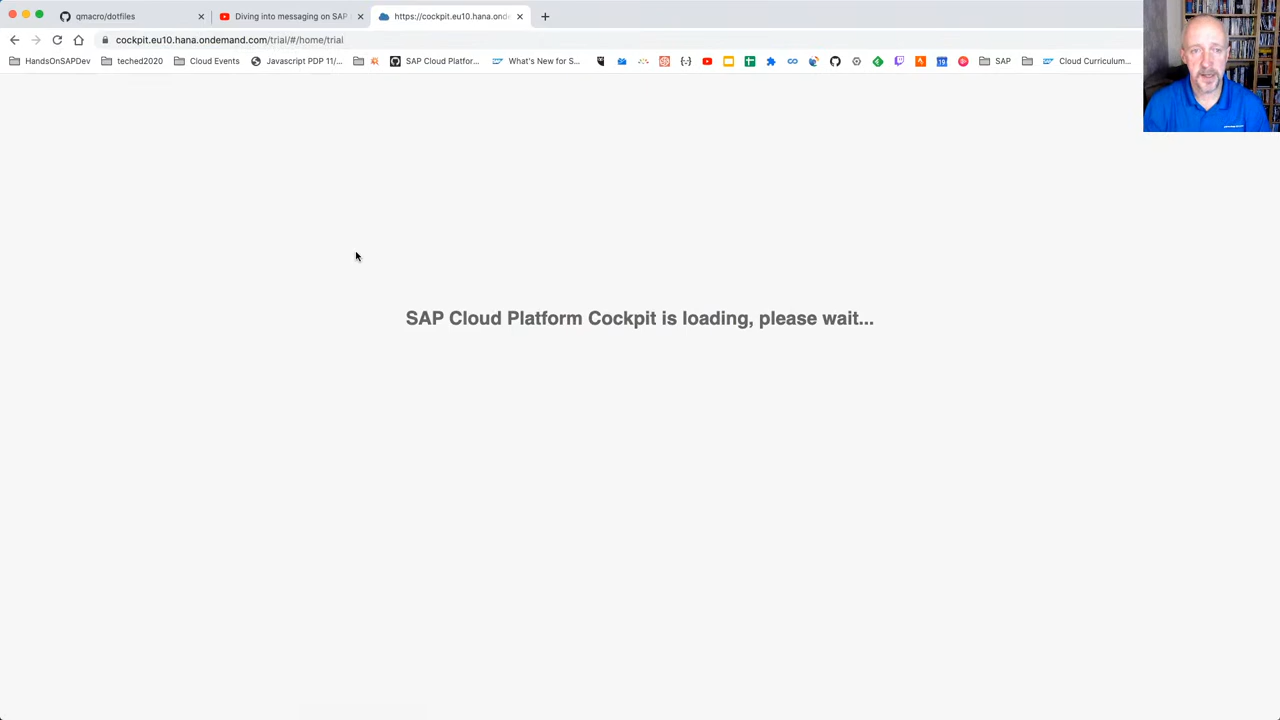 qmacro/dotfiles
Diving into messaging on SAP
https://cockpit.eu10.hana.onde
cockpit.eu10.hana.ondemand.com/trial/#/home/trial
HandsOnSAPDev
teched2020
Cloud Events
Javascript PDP 11/...
SAP Cloud Platfor...
What's New for S...
19
SAP
Cloud Curriculum...
SAP Cloud Platform Cockpit is loading, please wait...